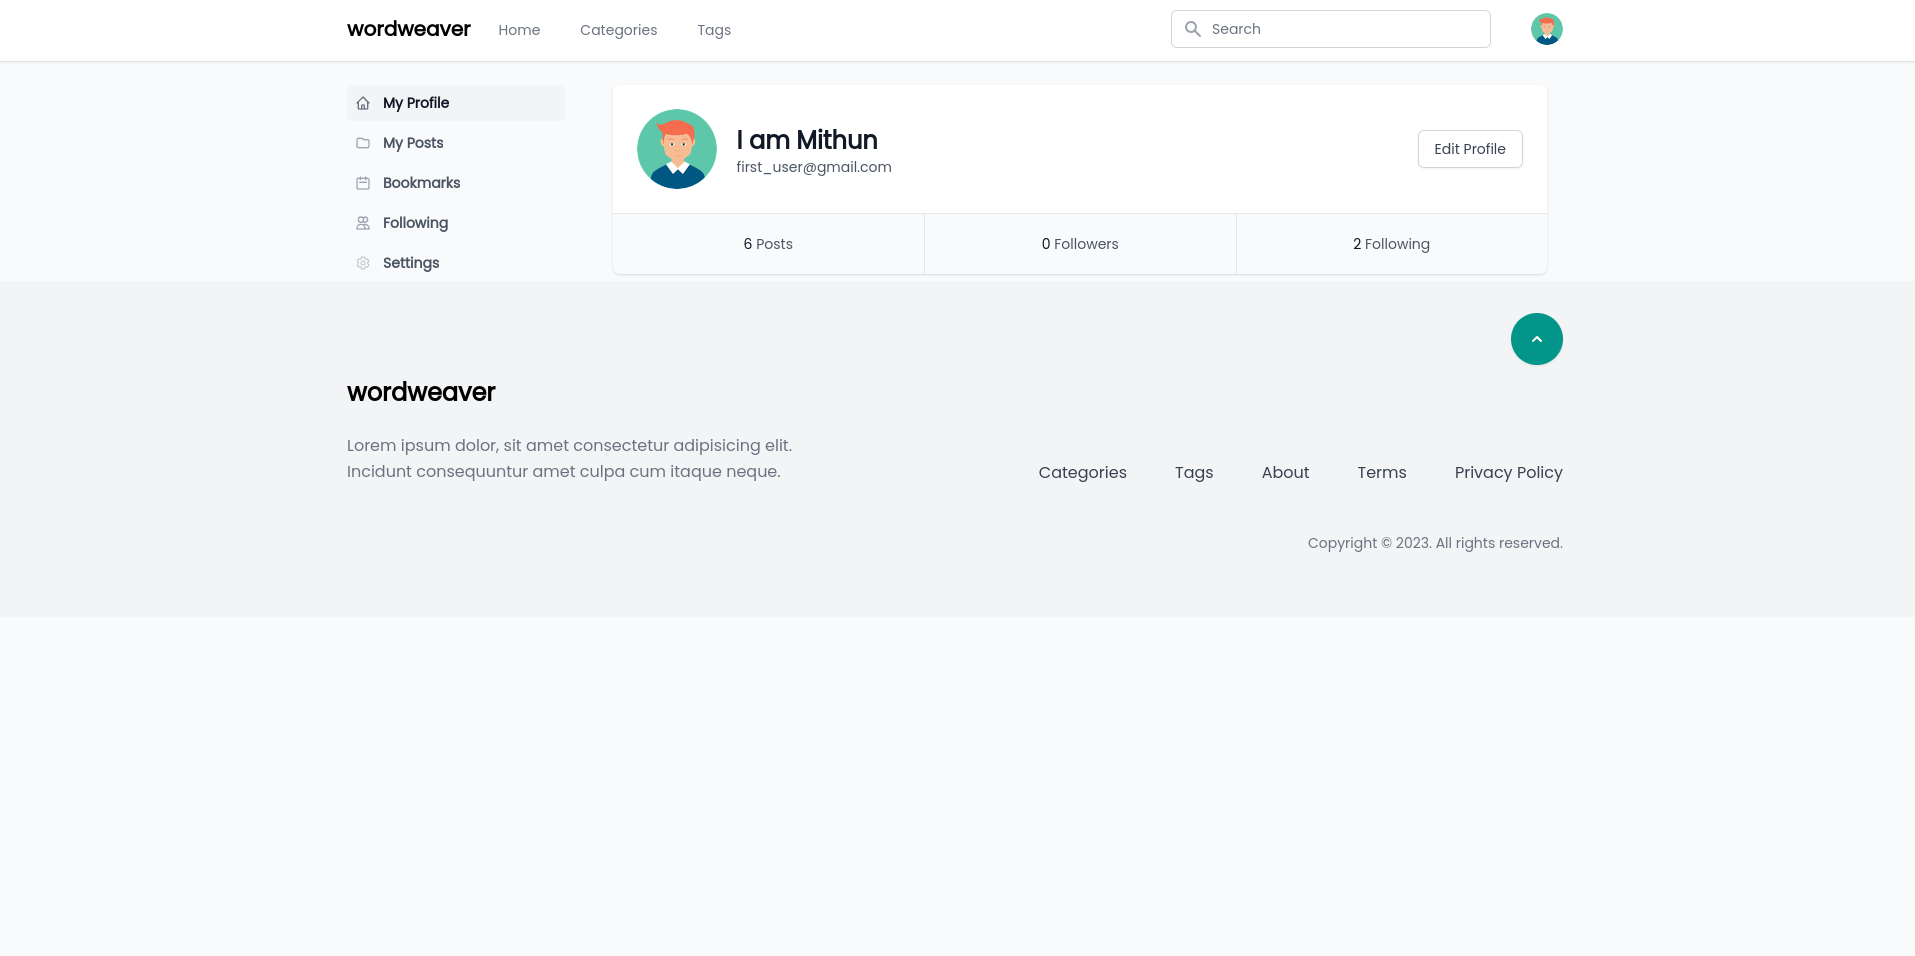 wordweaver
Home
Categories
Tags
Search
My Profile
My Posts
Bookmarks
Following
Settings
I am Mithun
first_user@gmail.com
Edit Profile
6 Posts
0 Followers
2 Following
wordweaver
Lorem ipsum dolor, sit amet consectetur adipisicing elit.
Incidunt consequuntur amet culpa cum itaque neque.
Categories
Tags
About
Terms
Privacy Policy
Copyright © 2023. All rights reserved.